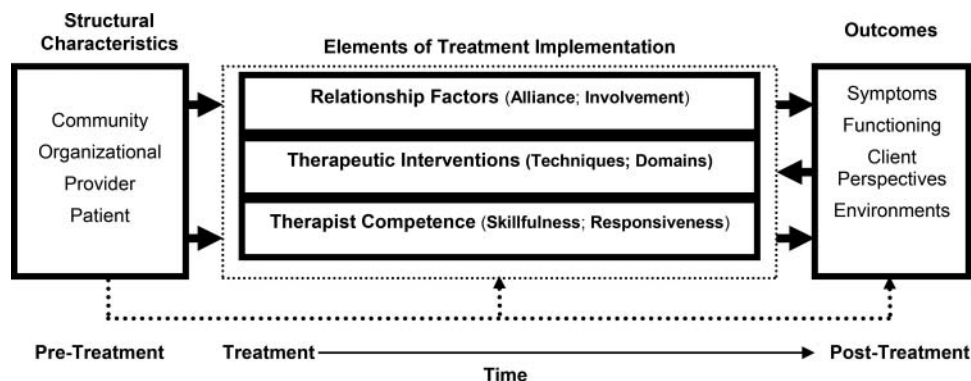 Structural
Characteristics
Elements of Treatment Implementation
Outcomes
Community
Organizational
Provider
Patient
Relationship Factors (Alliance; Involvement)
Therapeutic Interventions (Techniques; Domains)
Therapist Competence (Skillfulness; Responsiveness)
Symptoms
Functioning
Client
Perspectives
Environments
Pre-Treatment
Treatment
Post-Treatment
Time